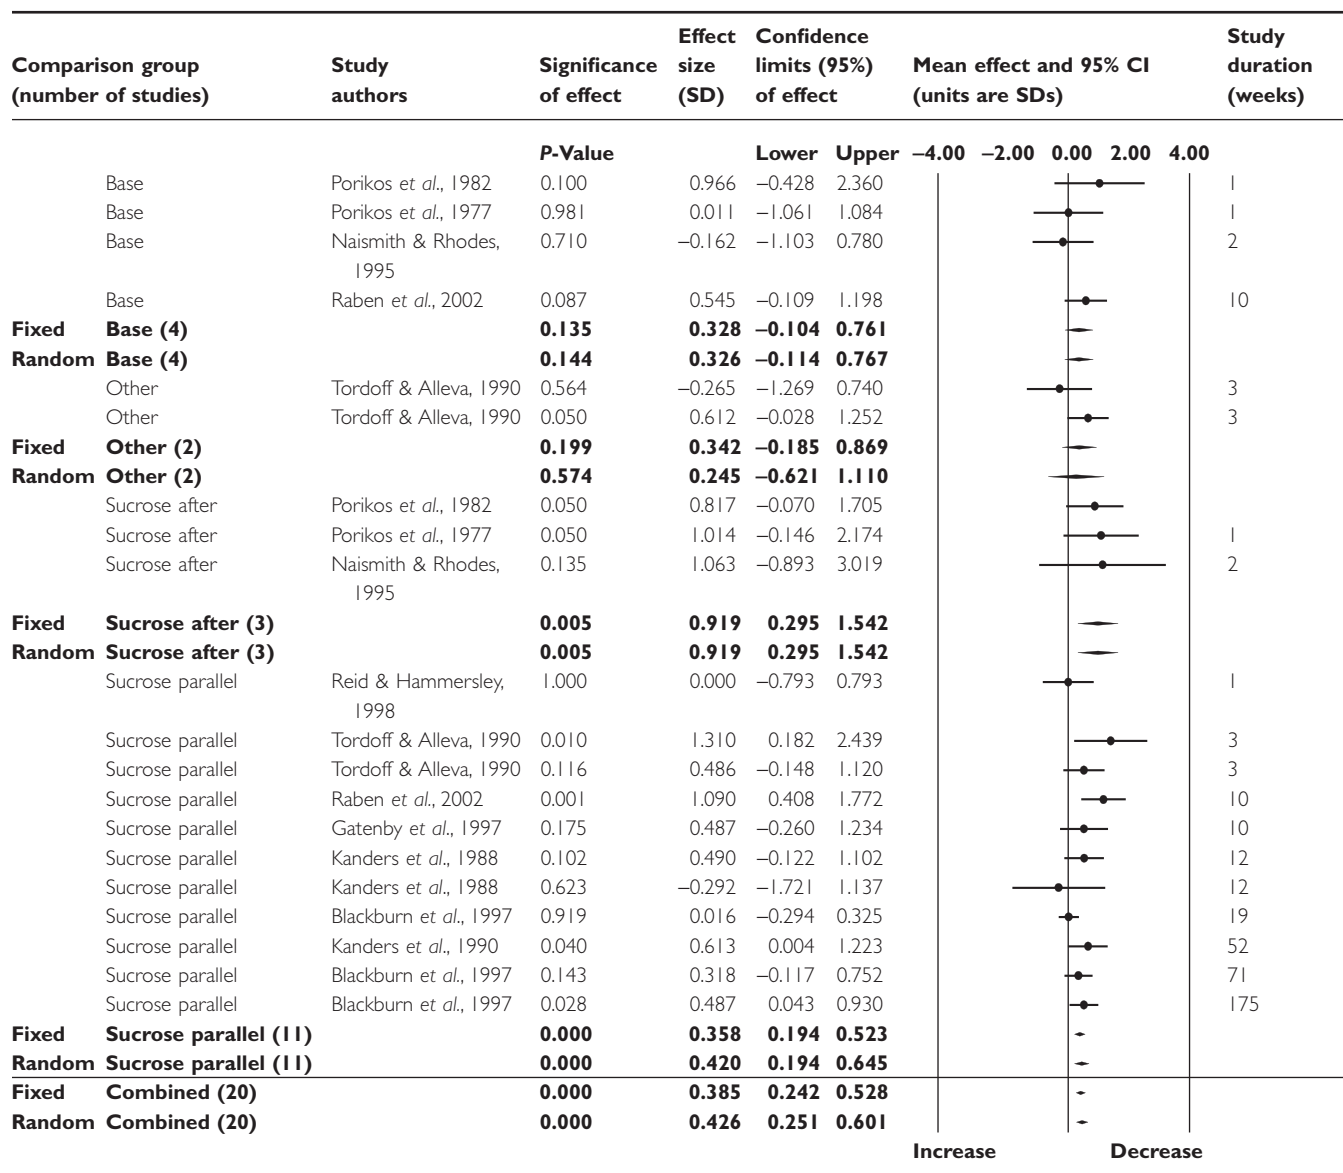 Effect Confidence Study
Comparison group Study Significance size limits (95%) Mean effect and 95% CI duration
(number of studies) authors of effect (SD) of effect (units are SDs) (weeks)
P-Value Lower Upper –4.00 –2.00 0.00 2.00 4.00
Base Porikos et al., 1982 0.100 0.966 –0.428 2.360 1
Base Porikos et al., 1977 0.981 0.011 –1.061 1.084 1
Base Naismith & Rhodes, 0.710 –0.162 –1.103 0.780 2
1995
Base Raben et al., 2002 0.087 0.545 –0.109 1.198 10
Fixed Base (4) 0.135 0.328 –0.104 0.761
Random Base (4) 0.144 0.326 –0.114 0.767
Other Tordoff & Alleva, 1990 0.564 –0.265 –1.269 0.740 3
Other Tordoff & Alleva, 1990 0.050 0.612 –0.028 1.252 3
Fixed Other (2) 0.199 0.342 –0.185 0.869
Random Other (2) 0.574 0.245 –0.621 1.110
Sucrose after Porikos et al., 1982 0.050 0.817 –0.070 1.705
Sucrose after Porikos et al., 1977 0.050 1.014 –0.146 2.174 1
Sucrose after Naismith & Rhodes, 0.135 1.063 –0.893 3.019 2
1995
Fixed Sucrose after (3) 0.005 0.919 0.295 1.542
Random Sucrose after (3) 0.005 0.919 0.295 1.542
Sucrose parallel Reid & Hammersley, 1.000 0.000 –0.793 0.793 1
1998
Sucrose parallel Tordoff & Alleva, 1990 0.010 1.310 0.182 2.439 3
Sucrose parallel Tordoff & Alleva, 1990 0.116 0.486 –0.148 1.120 3
Sucrose parallel Raben et al., 2002 0.001 1.090 0.408 1.772 10
Sucrose parallel Gatenby et al., 1997 0.175 0.487 –0.260 1.234 10
Sucrose parallel Kanders et al., 1988 0.102 0.490 –0.122 1.102 12
Sucrose parallel Kanders et al., 1988 0.623 –0.292 –1.721 1.137 12
Sucrose parallel Blackburn et al., 1997 0.919 0.016 –0.294 0.325 19
Sucrose parallel Kanders et al., 1990 0.040 0.613 0.004 1.223 52
Sucrose parallel Blackburn et al., 1997 0.143 0.318 –0.117 0.752 71
Sucrose parallel Blackburn et al., 1997 0.028 0.487 0.043 0.930 175
Fixed Sucrose parallel (11) 0.000 0.358 0.194 0.523
Random Sucrose parallel (11) 0.000 0.420 0.194 0.645
Fixed Combined (20) 0.000 0.385 0.242 0.528
Random Combined (20) 0.000 0.426 0.251 0.601
Increase Decrease